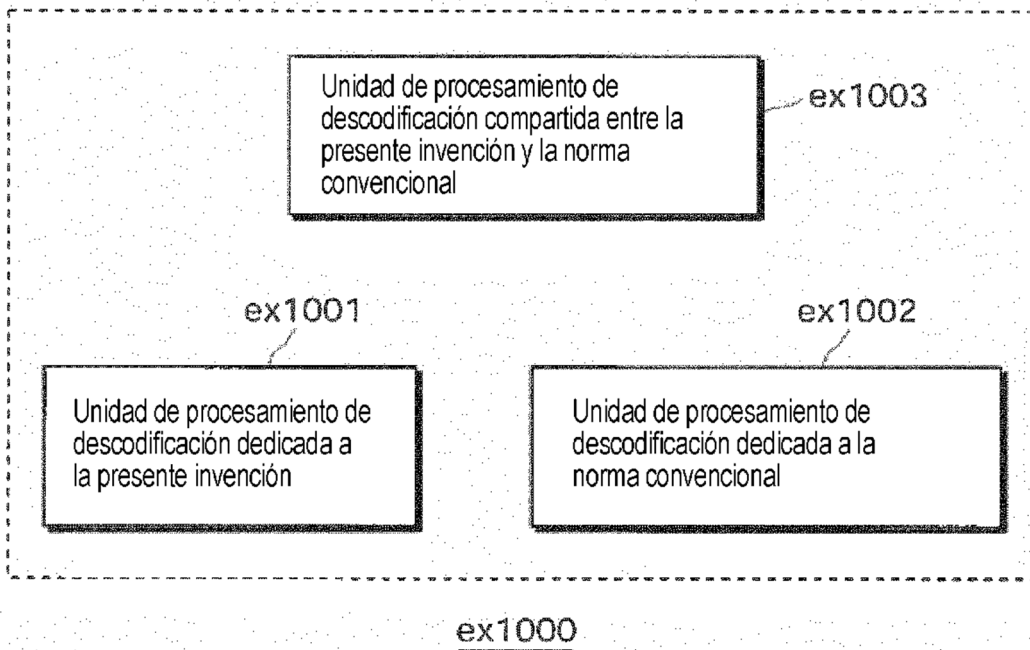 Unidad de procesamiento de
descodificación compartida entre la
presente invención y la norma
convencional
ex1003
ex1001
ex1002
Unidad de procesamiento de
descodificación dedicada a
la presente invención
Unidad de procesamiento de
descodificación dedicada a la
norma convencional
ex1000